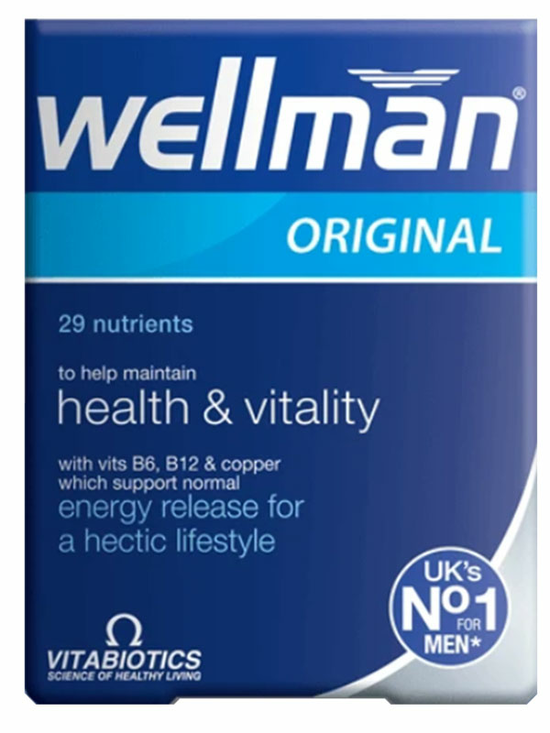 wellman®
ORIGINAL
29 nutrients
to help maintain
health & vitality
with vits B6, B12 & copper
which support normal
energy release for
a hectic lifestyle
UK's
No1
FOR
MEN*
VITABIOTICS
SCIENCE OF HEALTHY LIVING